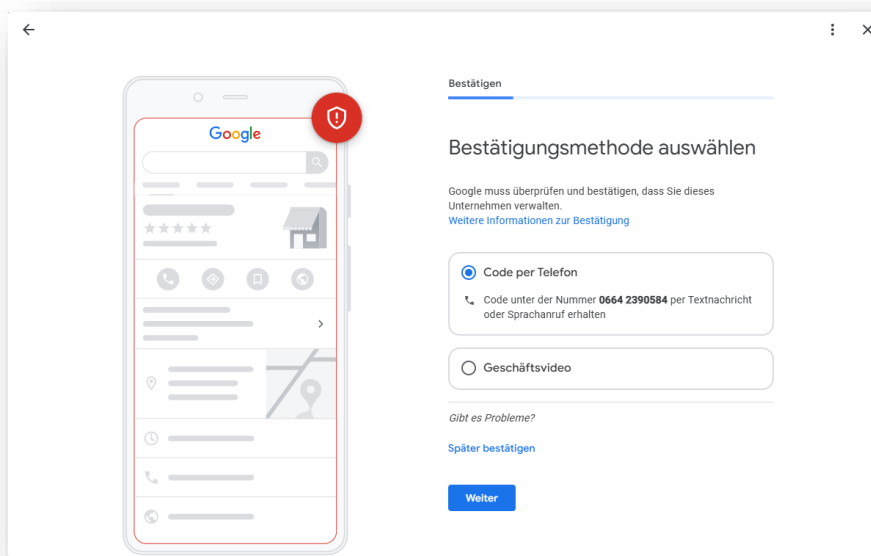 Google
Bestätigen
Bestätigungsmethode auswählen
Google muss überprüfen und bestätigen, dass Sie dieses
Unternehmen verwalten.
Weitere Informationen zur Bestätigung
Code per Telefon
Code unter der Nummer 0664 2390584 per Textnachricht
oder Sprachanruf erhalten
Geschäftsvideo
Gibt es Probleme?
Später bestätigen
Weiter